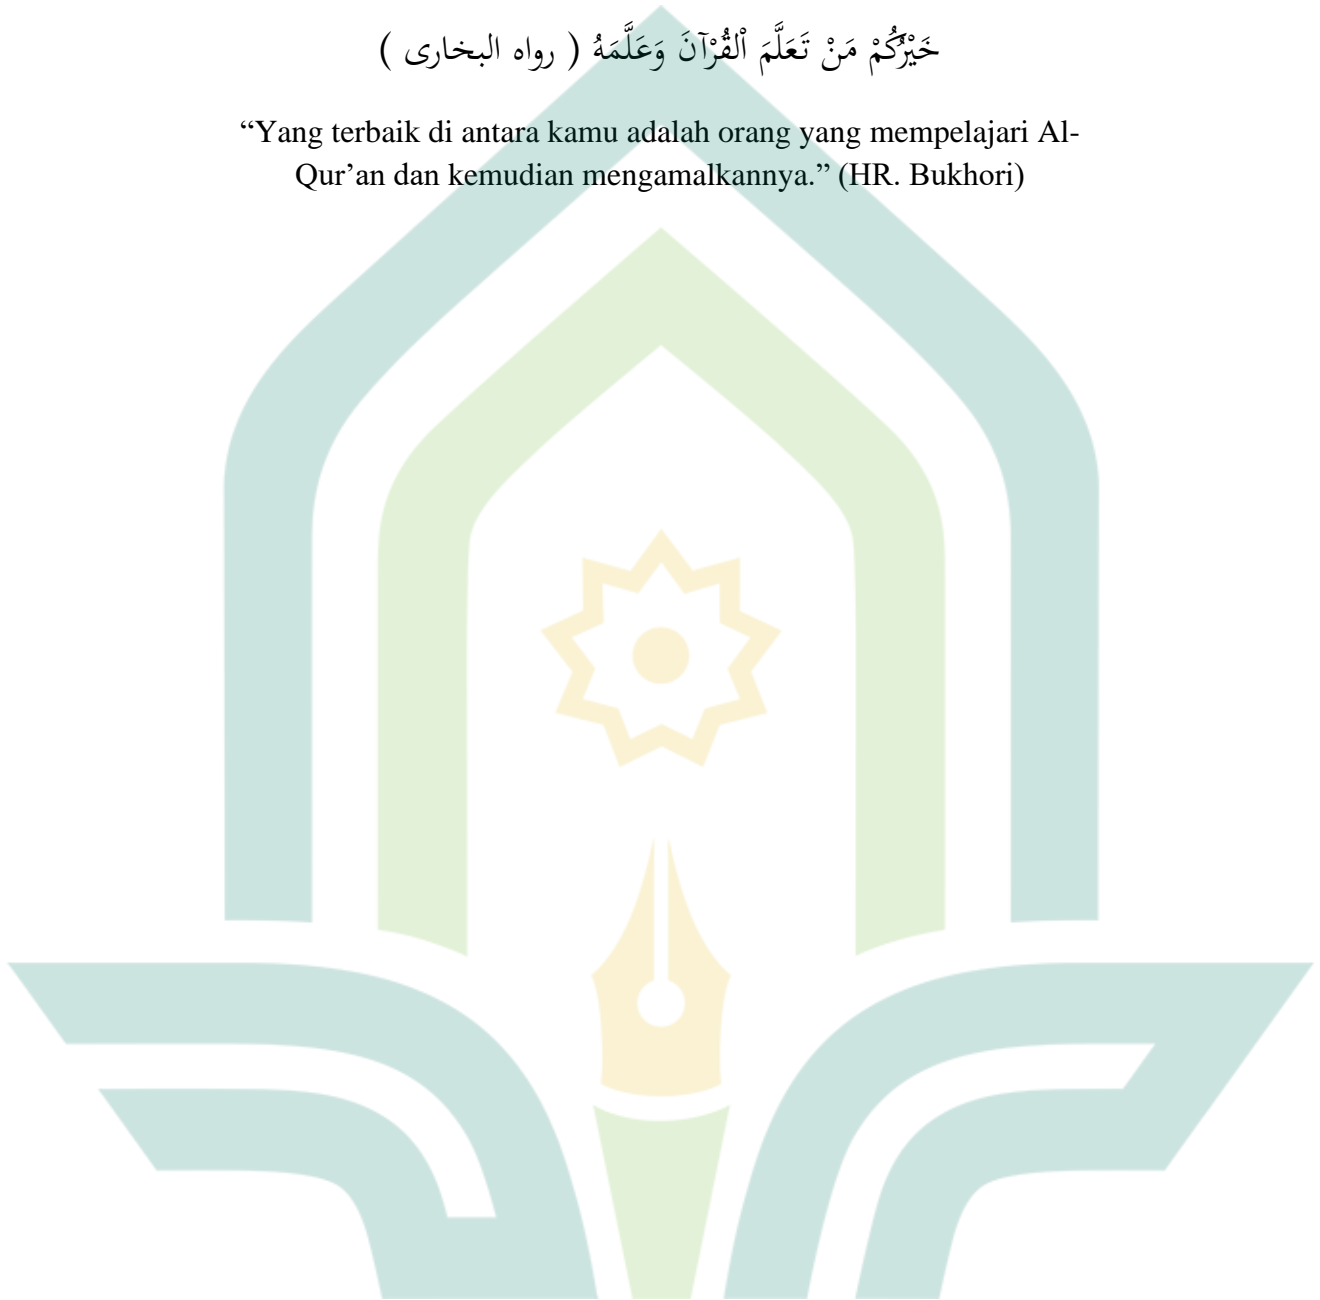 خَيْرُكُمْ مَنْ تَعَلَّمَ اْلقُرْآنَ وَعَلَّمَهُ ( رواه البخارى )
“Yang terbaik di antara kamu adalah orang yang mempelajari Al-
Qur’an dan kemudian mengamalkannya.” (HR. Bukhori)